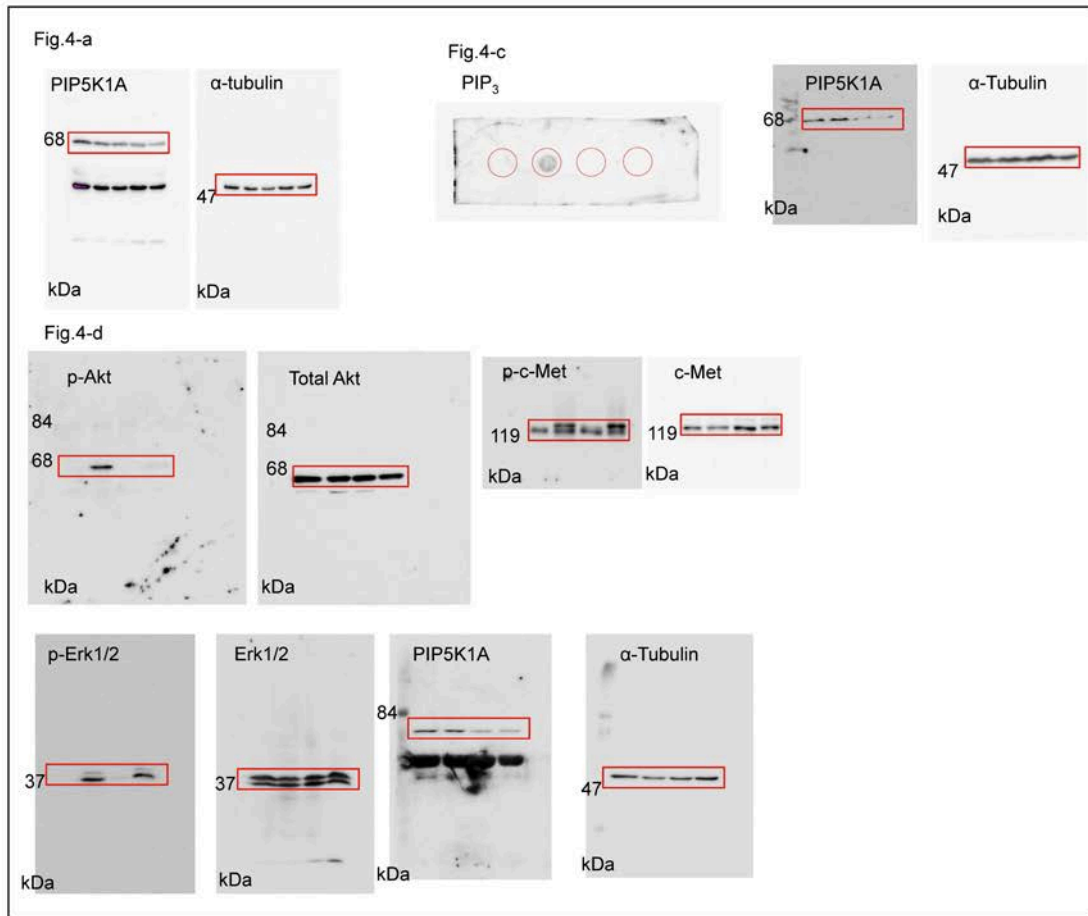 Fig.4-a
PIP5K1A
α-tubulin
68
47
kDa
kDa
Fig.4-c
PIP3
PIP5K1A
α-Tubulin
68
47
kDa
kDa
Fig.4-d
p-Akt
Total Akt
p-c-Met
c-Met
84
84
68
68
119
119
kDa
kDa
kDa
kDa
p-Erk1/2
Erk1/2
PIP5K1A
α-Tubulin
84
37
37
47
kDa
kDa
kDa
kDa